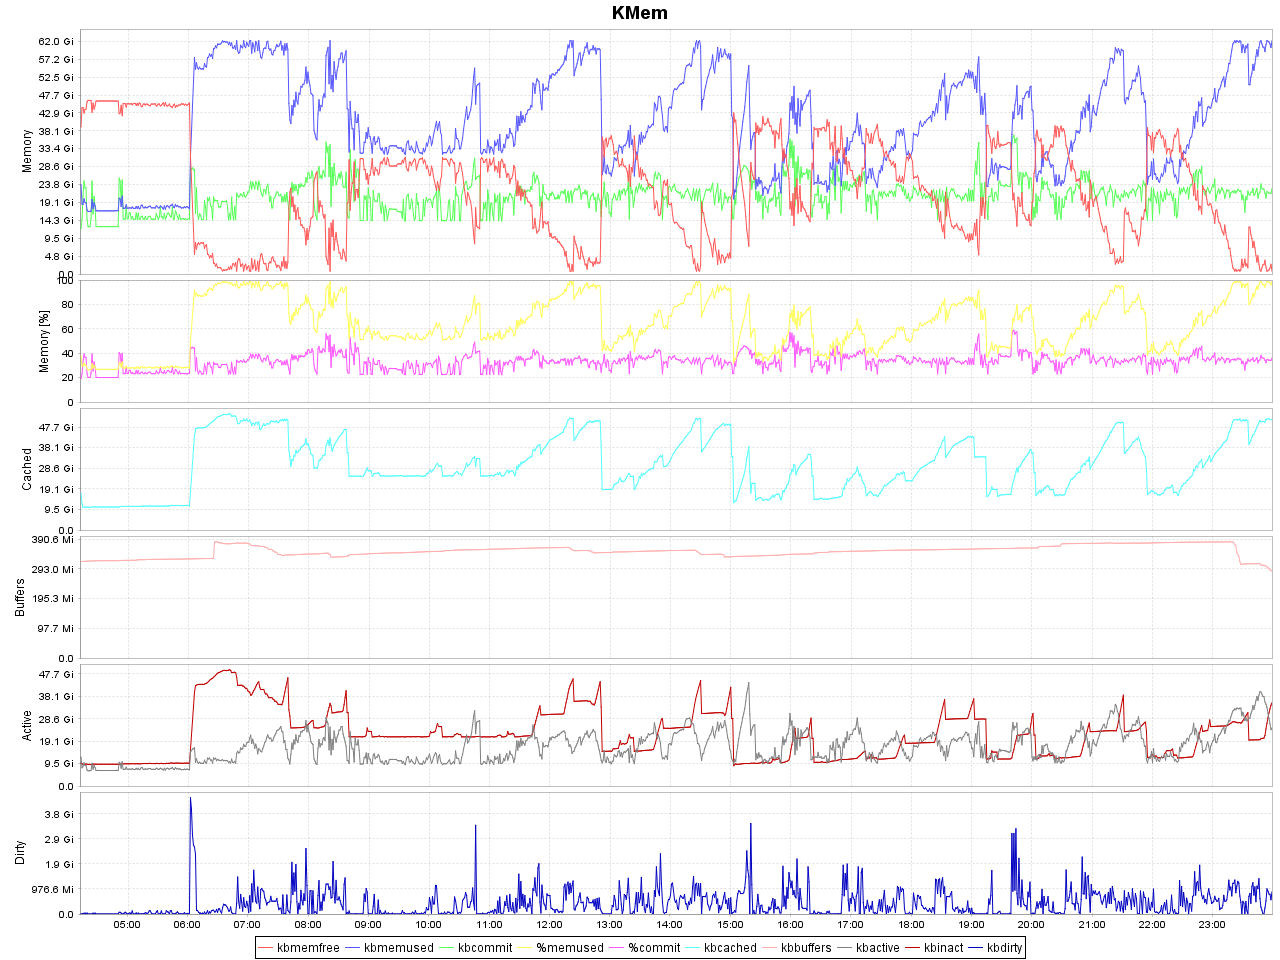 KMem
Memory
62.0 Gi
57.2 Gi
52.5 Gi
47.7 Gi
42.9 Gi
38.1 Gi
33.4 Gi
28.6 Gi
23.8 Gi
19.1 Gi
14.3 Gi
9.5 Gi
4.8 Gi
0.0
Memory [%]
100
80
60
40
20
0
Cached
47.7 Gi
38.1 Gi
28.6 Gi
19.1 Gi
9.5 Gi
0.0
Buffers
390.6 Mi
293.0 Mi
195.3 Mi
97.7 Mi
0.0
Active
47.7 Gi
38.1 Gi
28.6 Gi
19.1 Gi
9.5 Gi
0.0
Dirty
3.8 Gi
2.9 Gi
1.9 Gi
976.6 Mi
0.0
05:00 06:00 07:00 08:00 09:00 10:00 11:00 12:00 13:00 14:00 15:00 16:00 17:00 18:00 19:00 20:00 21:00 22:00 23:00
kbmemfree kbmemused kbcommit %memused %commit kbcached kbbuffers kbactive kbinact kbdirty